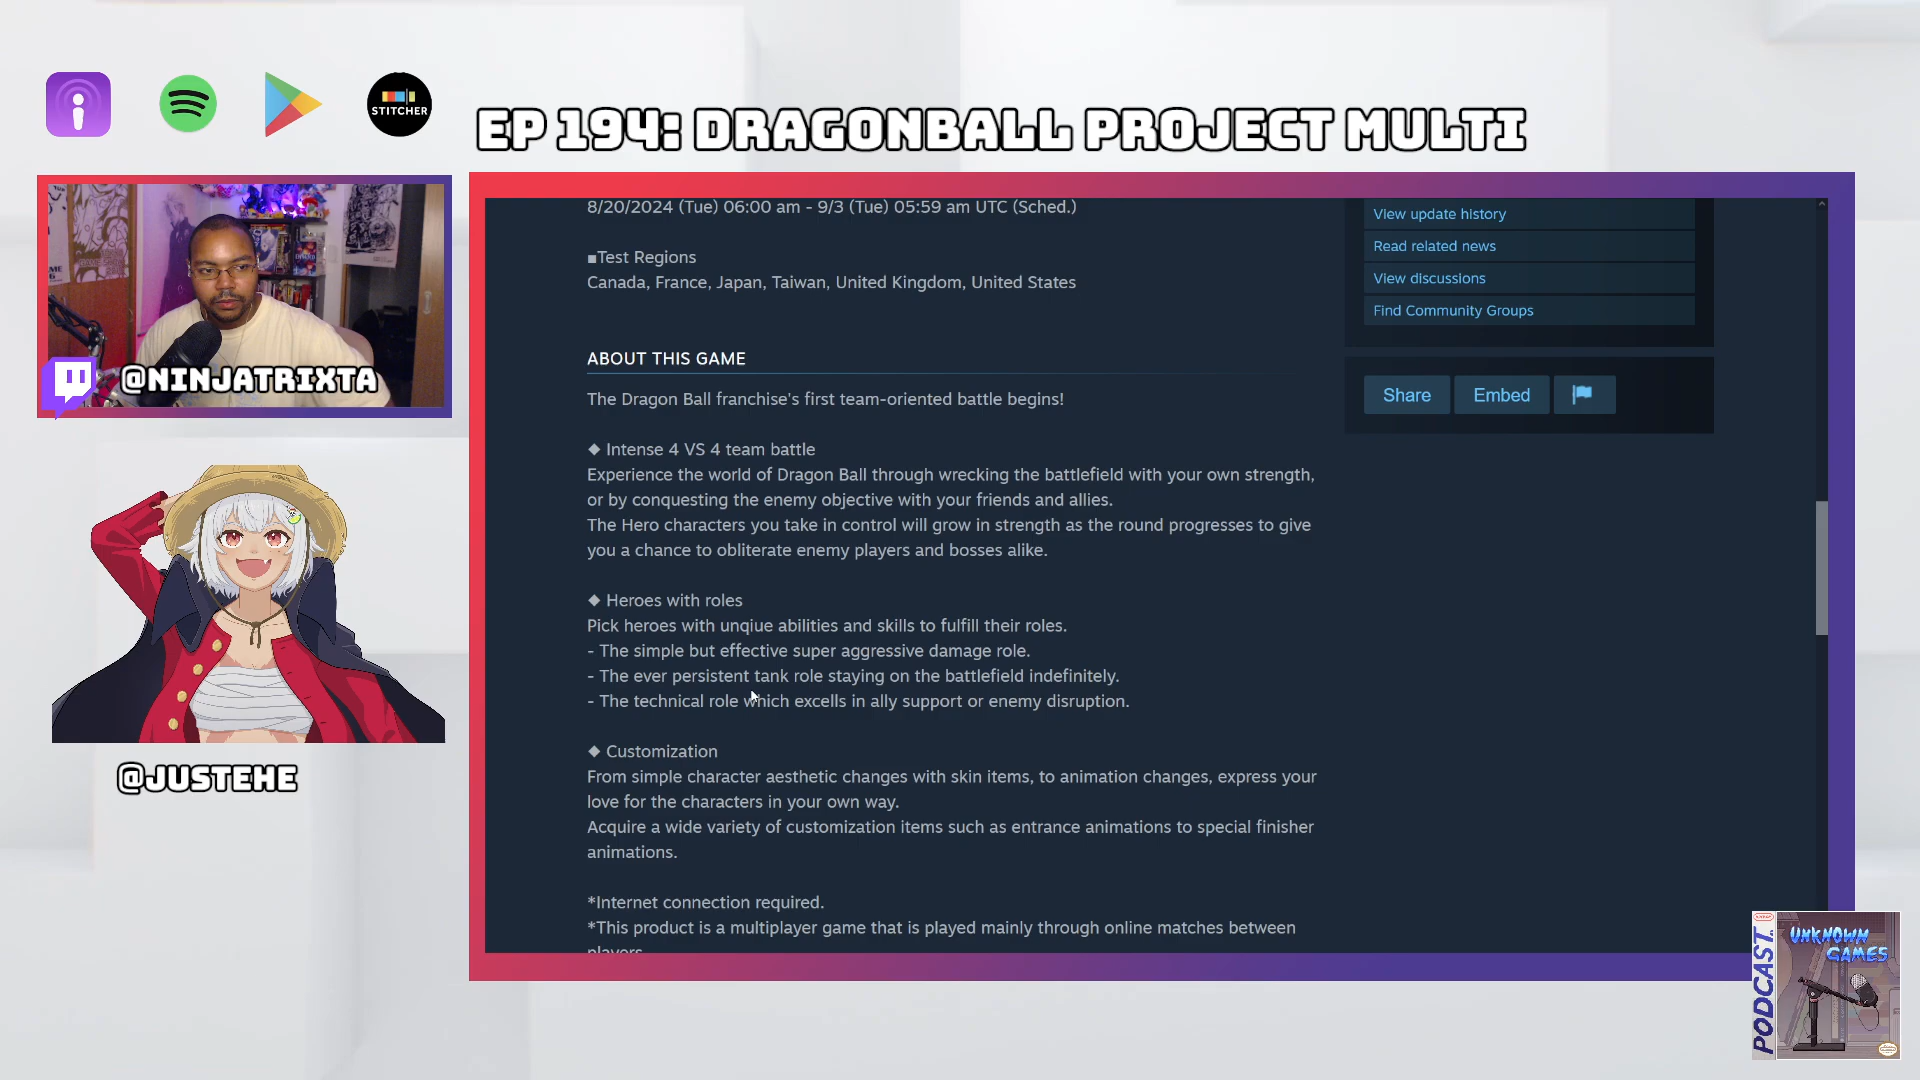 STITCHER
EP 194: DRAGONBALL PROJECT MULTI
@NINJATRIXTA
@JUSTEHE
8/20/2024 (Tue) 06:00 am - 9/3 (Tue) 05:59 am UTC (Sched.)
■Test Regions
Canada, France, Japan, Taiwan, United Kingdom, United States
ABOUT THIS GAME
The Dragon Ball franchise's first team-oriented battle begins!
◆ Intense 4 VS 4 team battle
Experience the world of Dragon Ball through wrecking the battlefield with your own strength,
or by conquesting the enemy objective with your friends and allies.
The Hero characters you take in control will grow in strength as the round progresses to give
you a chance to obliterate enemy players and bosses alike.
◆ Heroes with roles
Pick heroes with unqiue abilities and skills to fulfill their roles.
- The simple but effective super aggressive damage role.
- The ever persistent tank role staying on the battlefield indefinitely.
- The technical role which excells in ally support or enemy disruption.
◆ Customization
From simple character aesthetic changes with skin items, to animation changes, express your
love for the characters in your own way.
Acquire a wide variety of customization items such as entrance animations to special finisher
animations.
*Internet connection required.
*This product is a multiplayer game that is played mainly through online matches between
players.
View update history
Read related news
View discussions
Find Community Groups
Share
Embed
PODCAST
UNKNOWN
GAMES